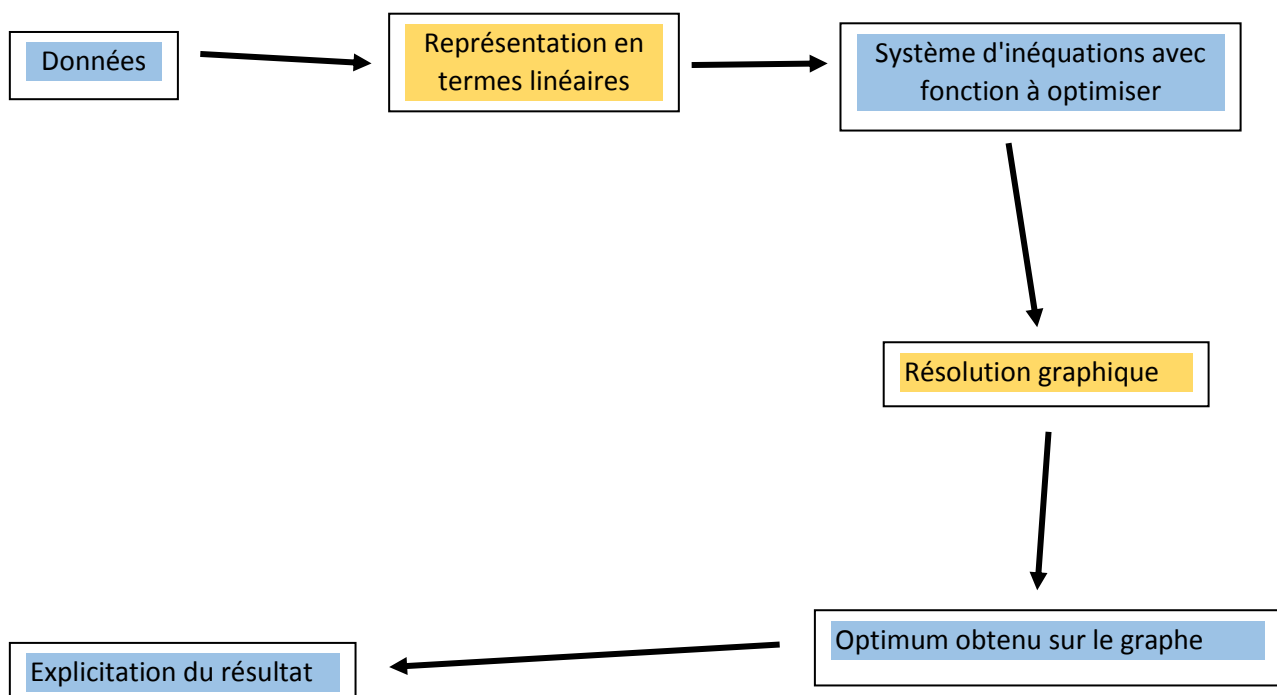 Données
Représentation en
termes linéaires
Système d'inéquations avec
fonction à optimiser
Résolution graphique
Optimum obtenu sur le graphe
Explicitation du résultat